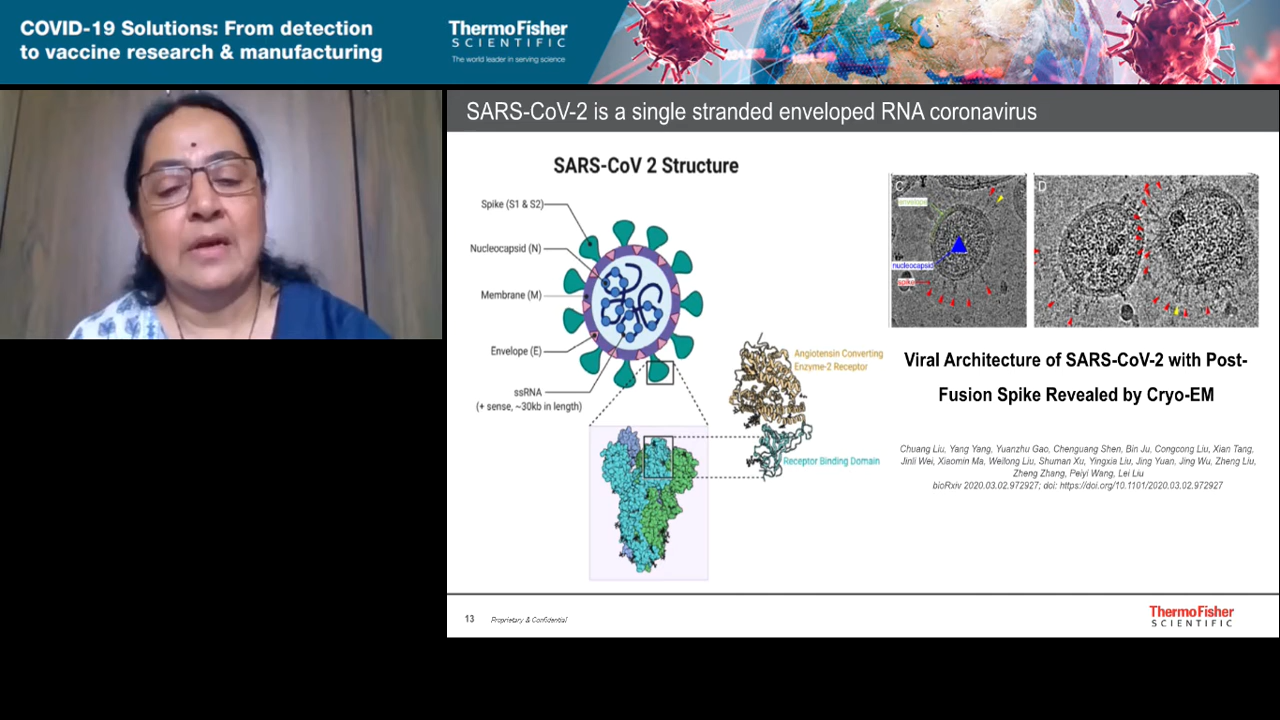 COVID-19 Solutions: From detection
to vaccine research & manufacturing
ThermoFisher
SCIENTIFIC
The world leader in serving science
SARS-CoV-2 is a single stranded enveloped RNA coronavirus
SARS-CoV 2 Structure
Spike (S1 & S2)
Nucleocapsid (N)
Membrane (M)
Envelope (E)
ssRNA
(+ sense, ~30kb in length)
Angiotensin Converting
Enzyme-2 Receptor
Receptor Binding Domain
C
envelope
nucleocapsid
spike
D
Viral Architecture of SARS-CoV-2 with Post-
Fusion Spike Revealed by Cryo-EM
Chuang Liu, Yang Yang, Yuanzhu Gao, Chenguang Shen, Bin Ju, Congcong Liu, Xian Tang,
Jinli Wei, Xiaomin Ma, Weilong Liu, Shuman Xu, Yingxia Liu, Jing Yuan, Jing Wu, Zheng Liu,
Zheng Zhang, Peiyi Wang, Lei Liu
bioRxiv 2020.03.02.972927; doi: https://doi.org/10.1101/2020.03.02.972927
13
Proprietary & Confidential
ThermoFisher
SCIENTIFIC